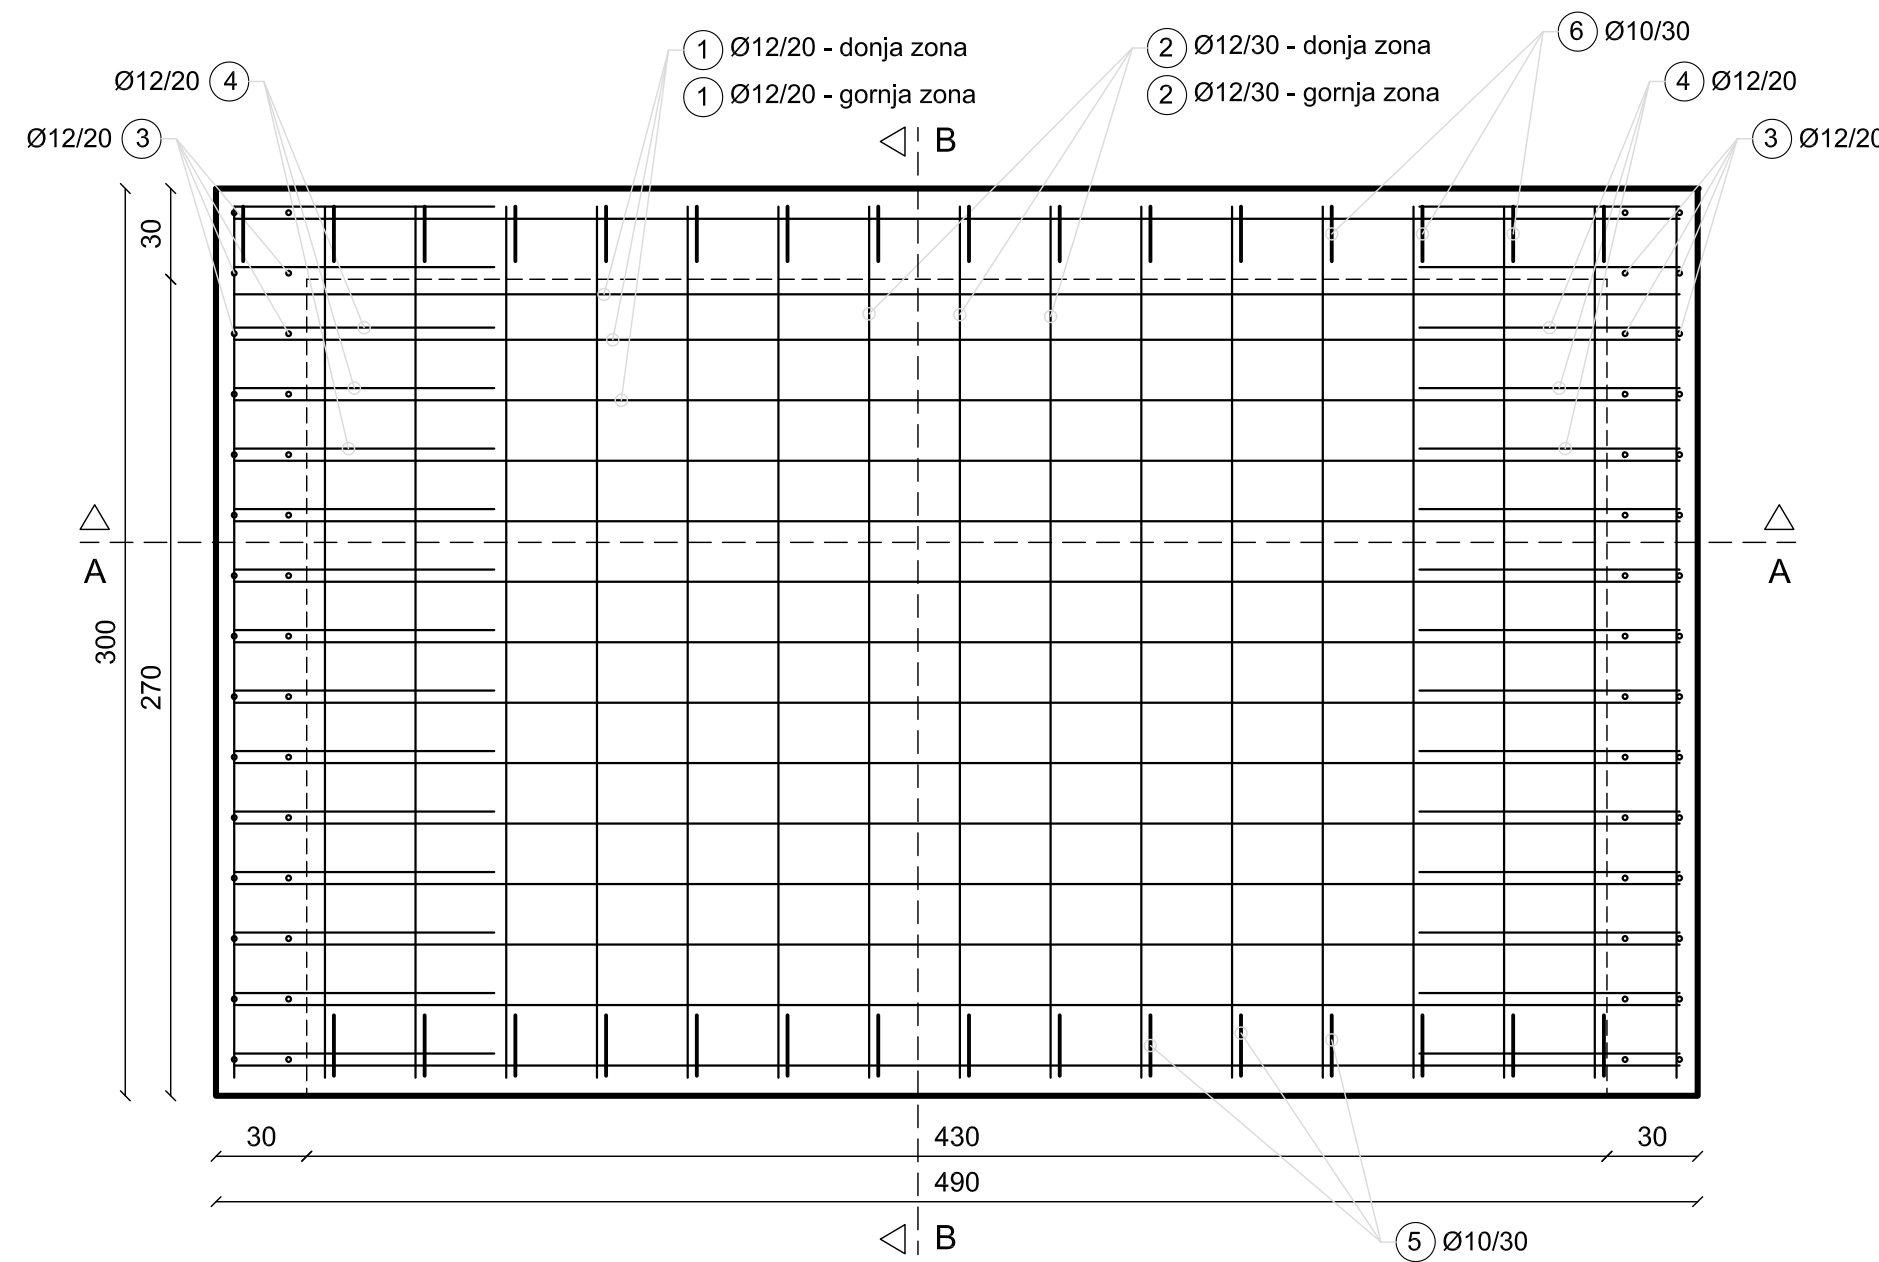 6 Ø10/30
1 Ø12/20 - donja zona
2 Ø12/30 - donja zona
Ø12/20 4
4 Ø12/20
1 Ø12/20 - gornja zona
2 Ø12/30 - gornja zona
Ø12/20 3
B
3 Ø12/20
30
A
A
300
270
30
430
30
490
B
5 Ø10/30